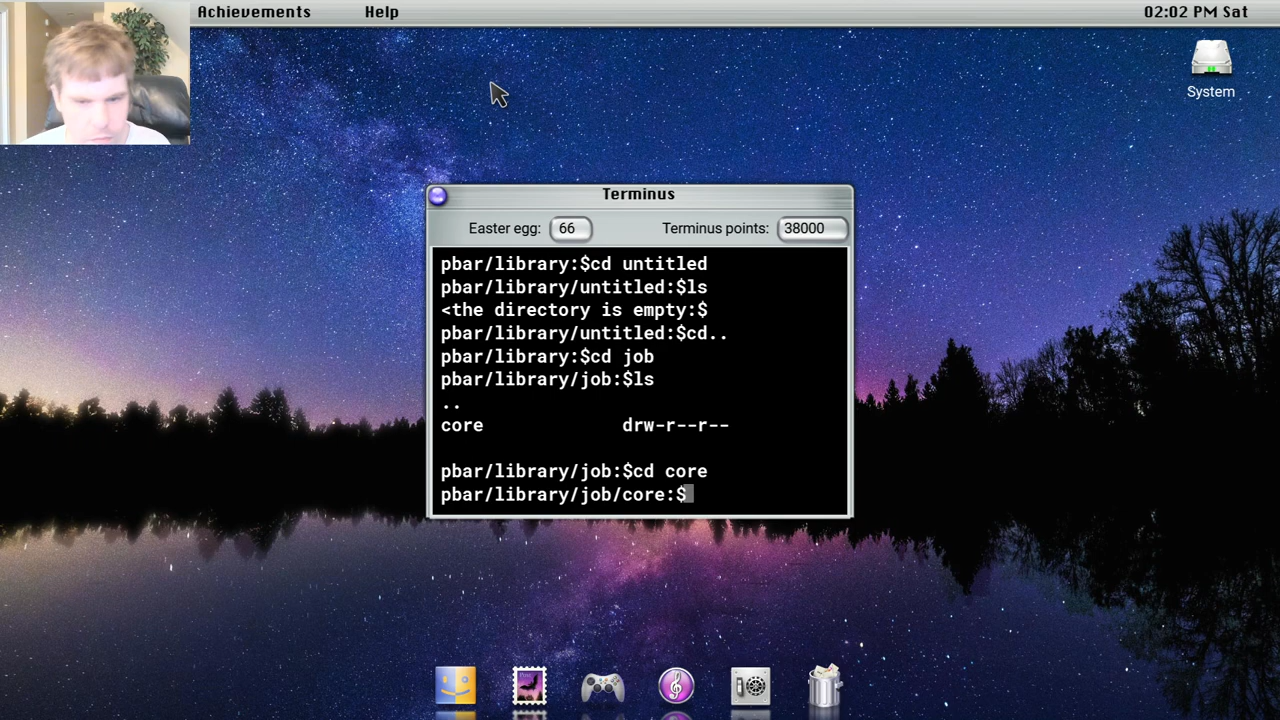 Achievements Help 02:02 PM Sat
System
Terminus
Easter egg: 66 Terminus points: 38000
pbar/library:$cd untitled
pbar/library/untitled:$ls
<the directory is empty:$
pbar/library/untitled:$cd..
pbar/library:$cd job
pbar/library/job:$ls
..
core drw-r--r--
pbar/library/job:$cd core
pbar/library/job/core:$